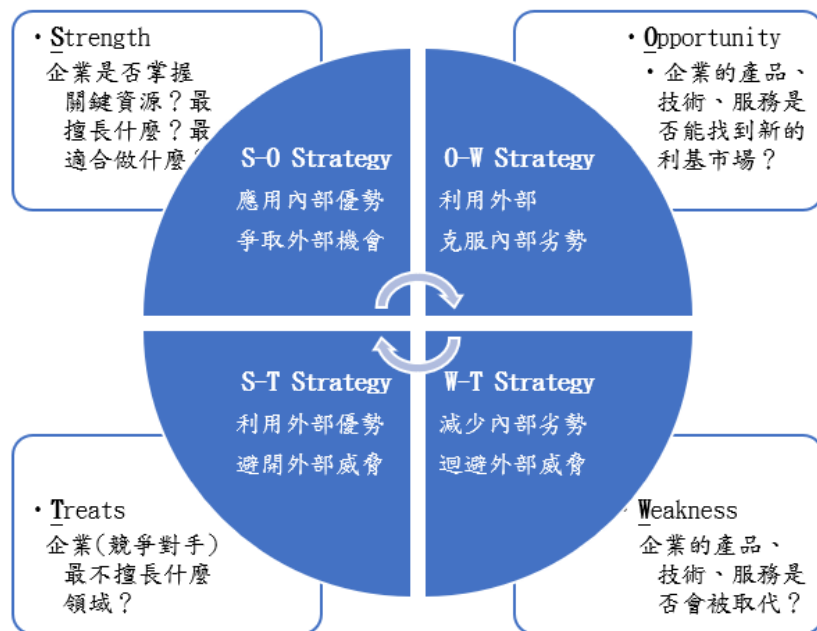 ・Strength
企業是否掌握
關鍵資源？最
擅長什麼？最
適合做什麼
・Opportunity
・企業的產品、
技術、服務是
否能找到新的
利基市場？
S-O Strategy
應用內部優勢
爭取外部機會
O-W Strategy
利用外部
克服內部劣勢
S-T Strategy
利用外部優勢
避開外部威脅
W-T Strategy
減少內部劣勢
迴避外部威脅
・Treats
企業(競爭對手)
最不擅長什麼
領域？
Weakness
企業的產品、
技術、服務是
否會被取代？